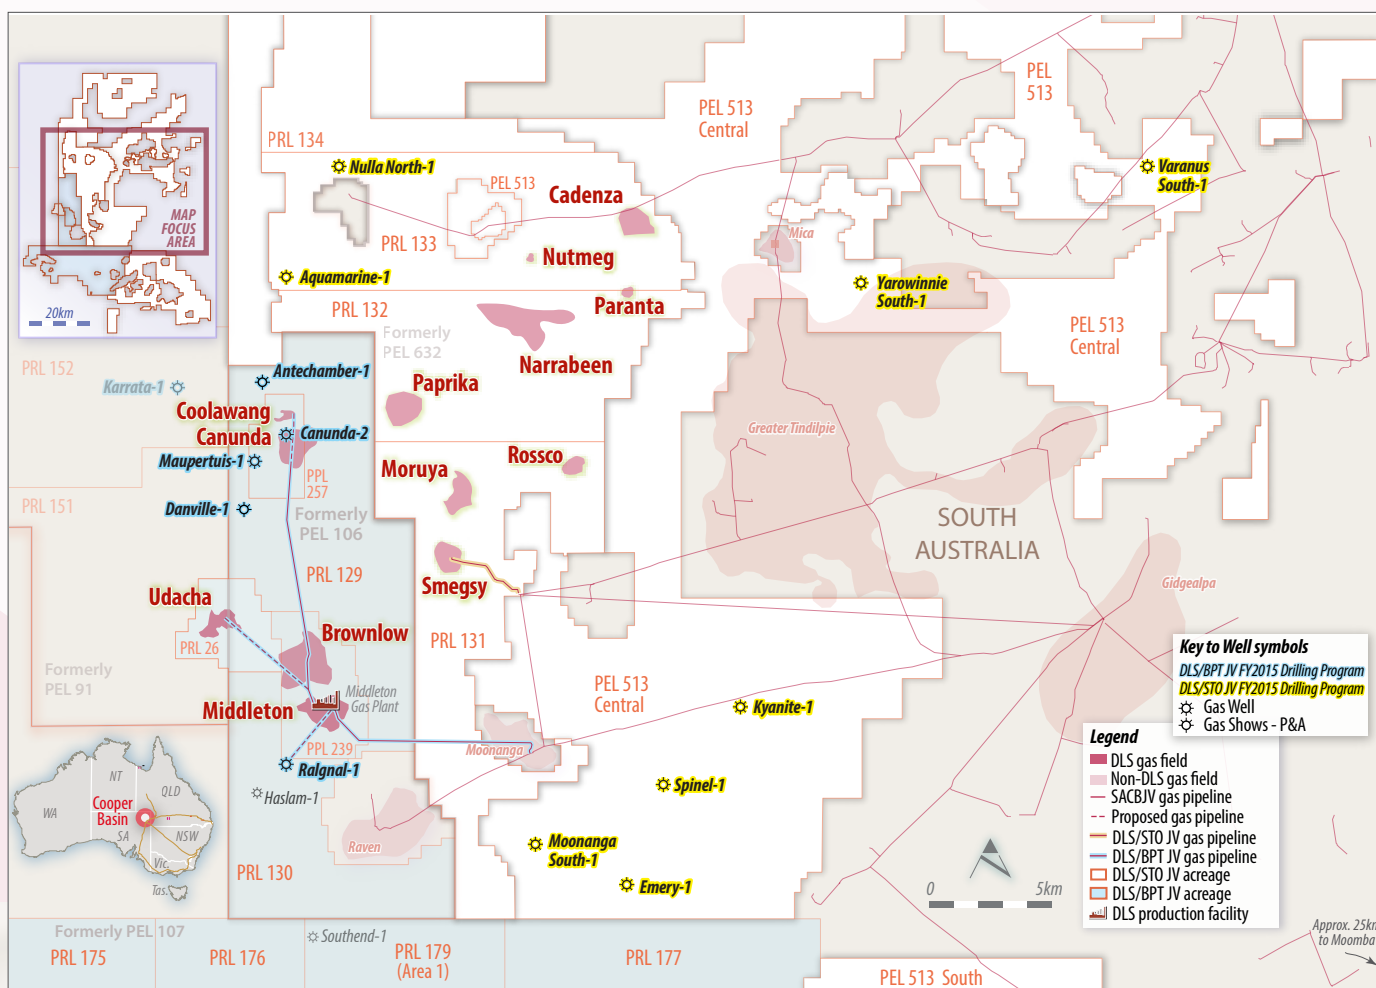 MAP
FOCUS
AREA
20km
PRL 134
Nulla North-1
PEL 513
Cadenza
PRL 133
Nutmeg
Aquamarine-1
PRL 132
Paranta
Formerly
PEL 632
Narrabeen
PEL 513
Central
PEL
513
Varanus
South-1
Mica
Yarowinnie
South-1
PEL 513
Central
PRL 152
Karrata-1
Antechamber-1
Paprika
Coolawang
Canunda
Canunda-2
Maupertuis-1
Greater Tindilpie
Rossco
Moruya
PPL
257
PRL 151
Danville-1
Formerly
PEL 106
SOUTH
AUSTRALIA
PRL 129
Smegsy
Gidgealpa
Udacha
PRL 26
Brownlow
PRL 131
Formerly
PEL 91
Middleton
Gas Plant
Middleton
PPL 239
PEL 513
Central
Kyanite-1
Moonanga
Ralgnal-1
Haslam-1
Spinel-1
Raven
Moonanga
South-1
Emery-1
PRL 130
Key to Well symbols
DLS/BPT JV FY2015 Drilling Program
DLS/STO JV FY2015 Drilling Program
Gas Well
Gas Shows - P&A
Legend
DLS gas field
Non-DLS gas field
SACBJV gas pipeline
Proposed gas pipeline
DLS/STO JV gas pipeline
DLS/BPT JV gas pipeline
DLS/STO JV acreage
DLS/BPT JV acreage
DLS production facility
0 5km
NT
QLD
WA
Cooper
Basin
SA
NSW
Vic.
Tas.
Formerly PEL 107
PRL 175
PRL 176
Southend-1
PRL 179
(Area 1)
PRL 177
PEL 513 South
Approx. 25km
to Moomba